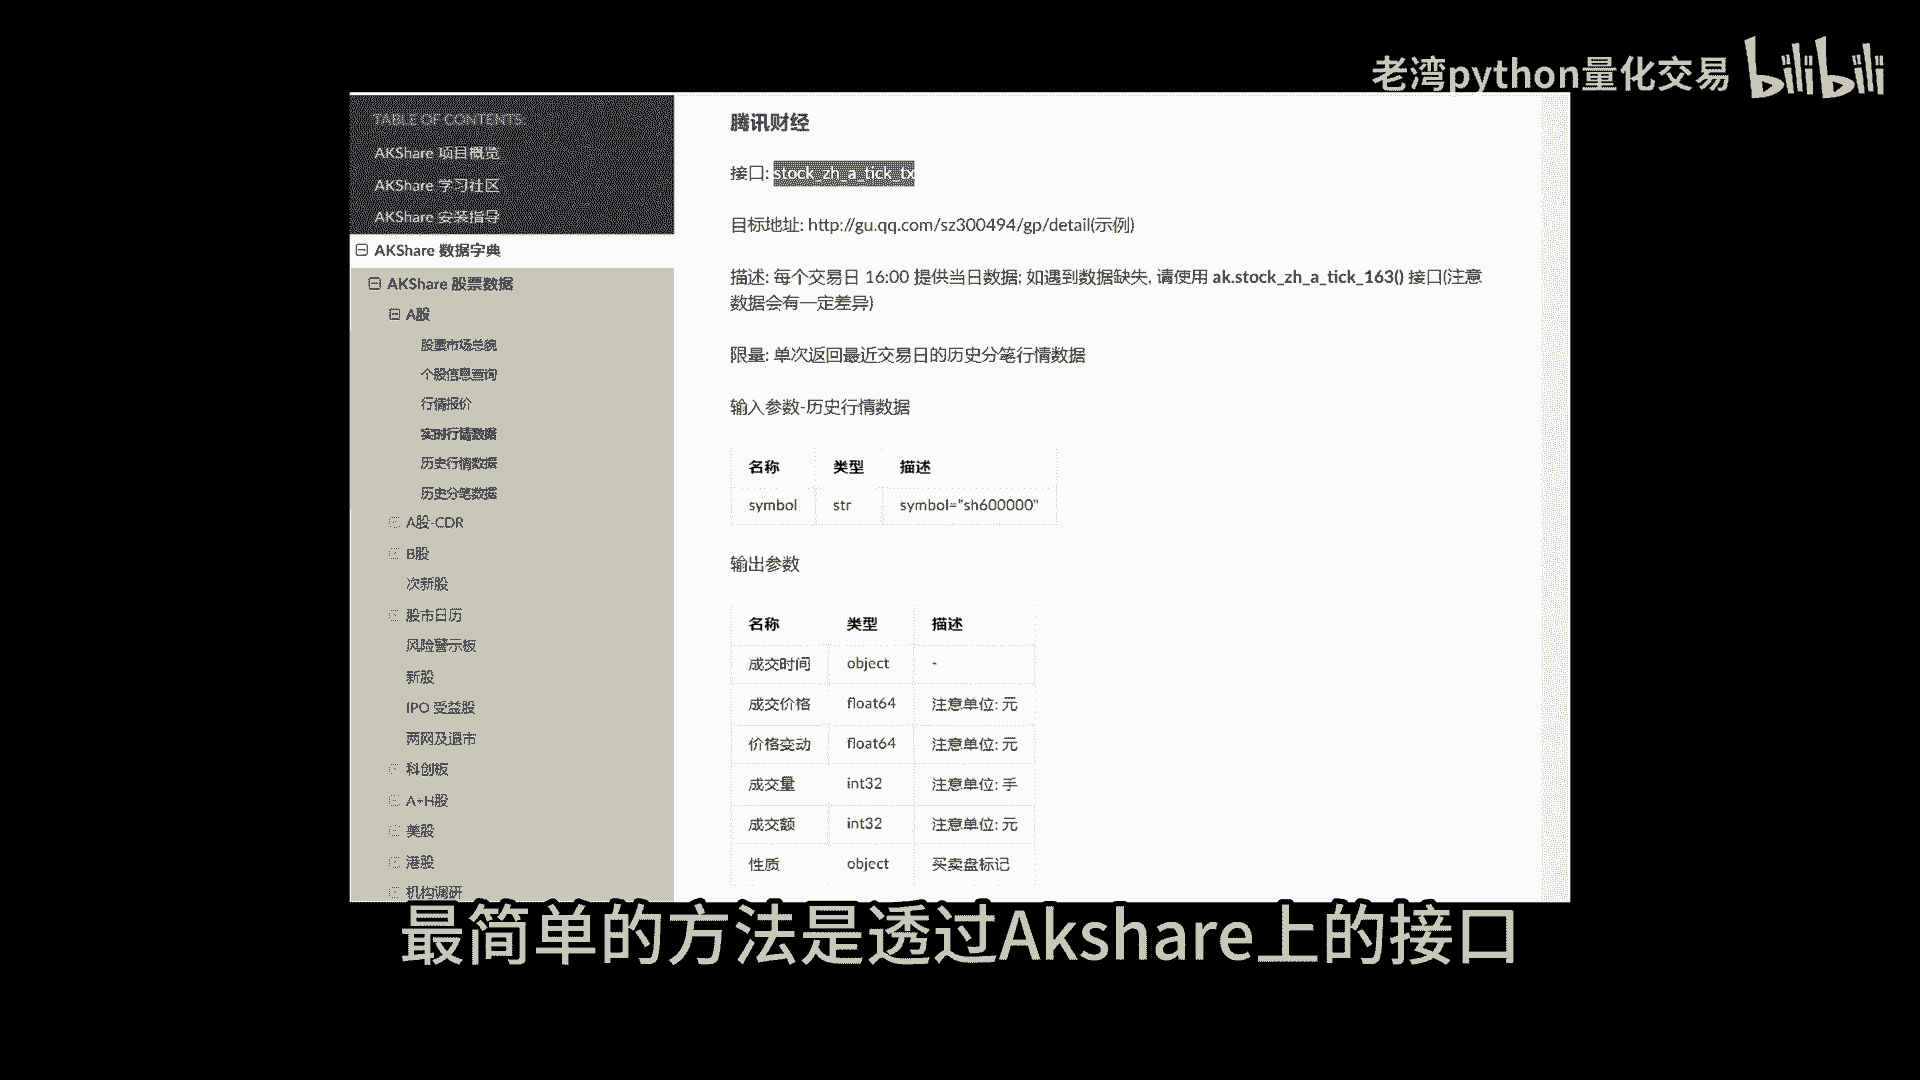 老湾python量化交易 bilibili
TABLE OF CONTENTS:
AKShare 项目概览
AKShare 学习社区
AKShare 安装指导
AKShare 数据字典
AKShare 股票数据
A股
股票市场总貌
个股信息查询
行情报价
实时行情数据
历史行情数据
历史分笔数据
A股-CDR
B股
次新股
股市日历
风险警示板
新股
IPO 受益股
两网及退市
科创板
A+H股
美股
港股
机构调研
腾讯财经
接口: stock_zh_a_tick_tx
目标地址: http://gu.qq.com/sz300494/gp/detail(示例)
描述: 每个交易日 16:00 提供当日数据; 如遇到数据缺失, 请使用 ak.stock_zh_a_tick_163() 接口(注意
数据会有一定差异)
限量: 单次返回最近交易日的历史分笔行情数据
输入参数-历史行情数据
名称 类型 描述
symbol str symbol="sh600000"
输出参数
名称 类型 描述
成交时间 object -
成交价格 float64 注意单位: 元
价格变动 float64 注意单位: 元
成交量 int32 注意单位: 手
成交额 int32 注意单位: 元
性质 object 买卖盘标记
最简单的方法是透过Akshare上的接口